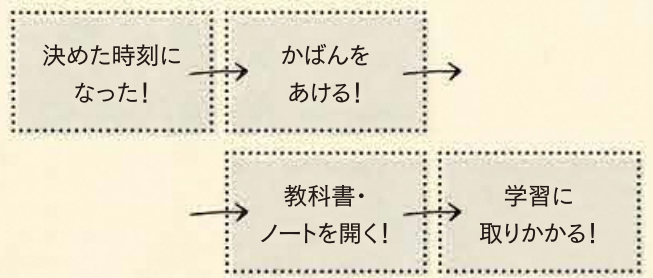 決めた時刻に
なった!
かばんを
あける!
教科書・
ノートを開く!
学習に
取りかかる!